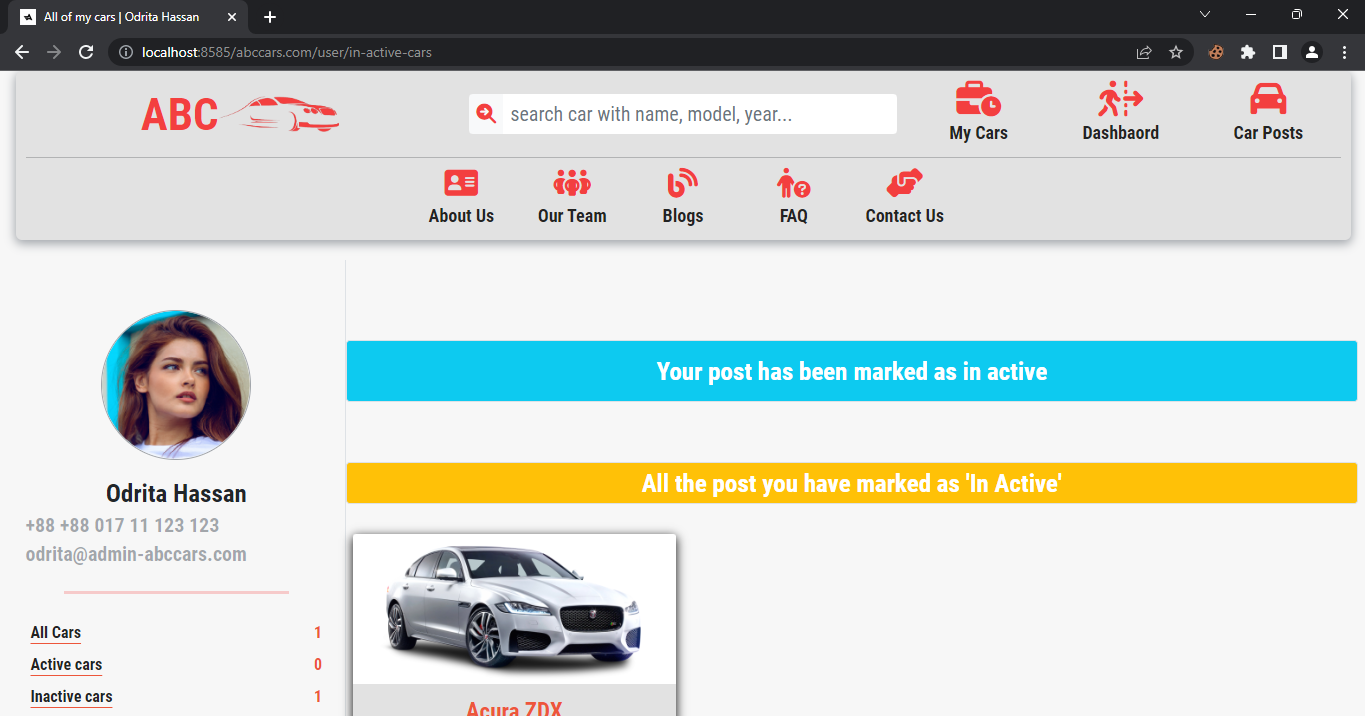 All of my cars | Odrita Hassan
localhost:8585/abccars.com/user/in-active-cars
ABC
search car with name, model, year...
My Cars
Dashbaord
Car Posts
About Us
Our Team
Blogs
FAQ
Contact Us
Your post has been marked as in active
All the post you have marked as 'In Active'
Odrita Hassan
+88 +88 017 11 123 123
odrita@admin-abccars.com
All Cars 1
Active cars 0
Inactive cars 1
Acura ZDX